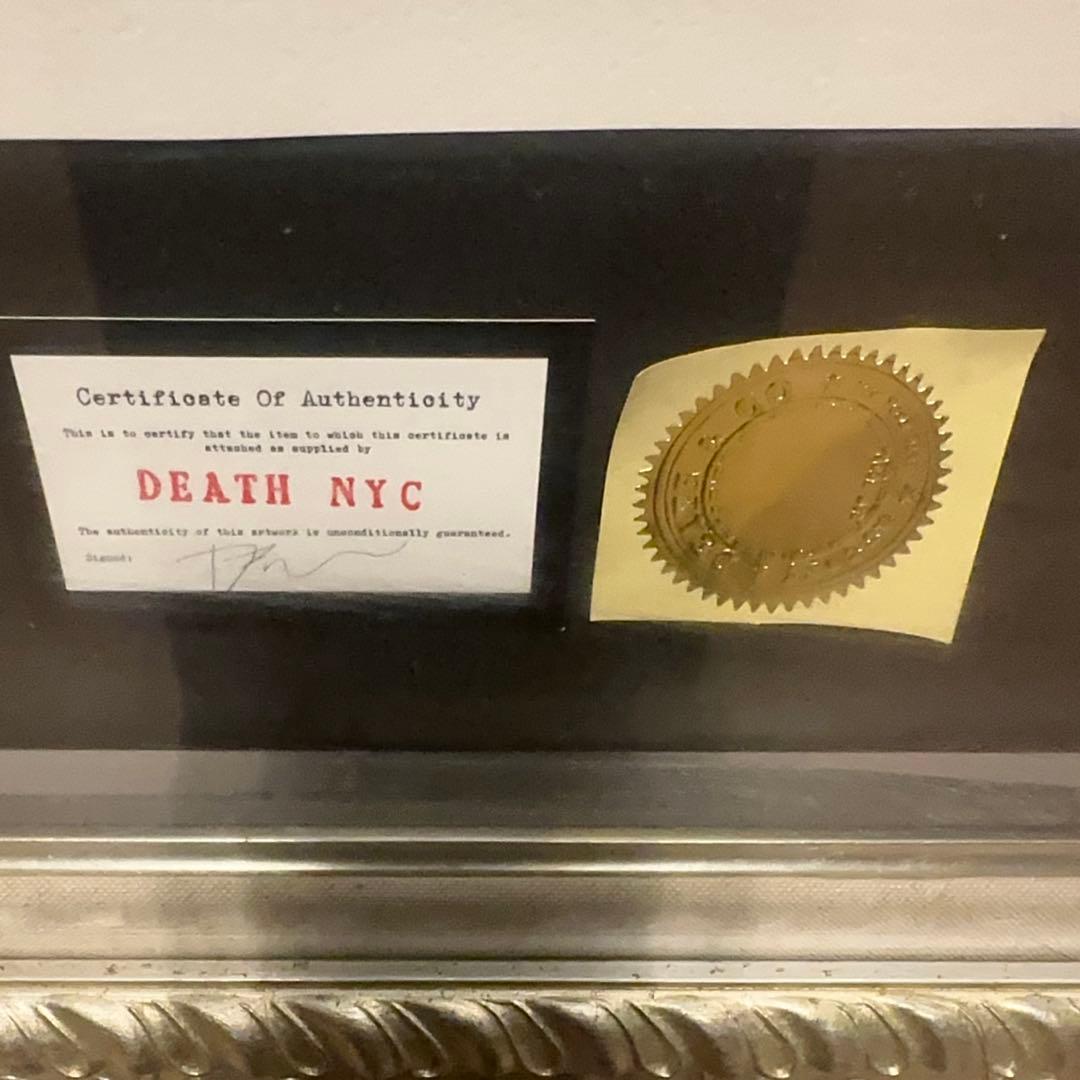 Certificate Of Authenticity
This is to certify that the item to which this certificate is
attached as supplied by
DEATH NYC
The authenticity of this artwork is unconditionally guaranteed.
Signed: